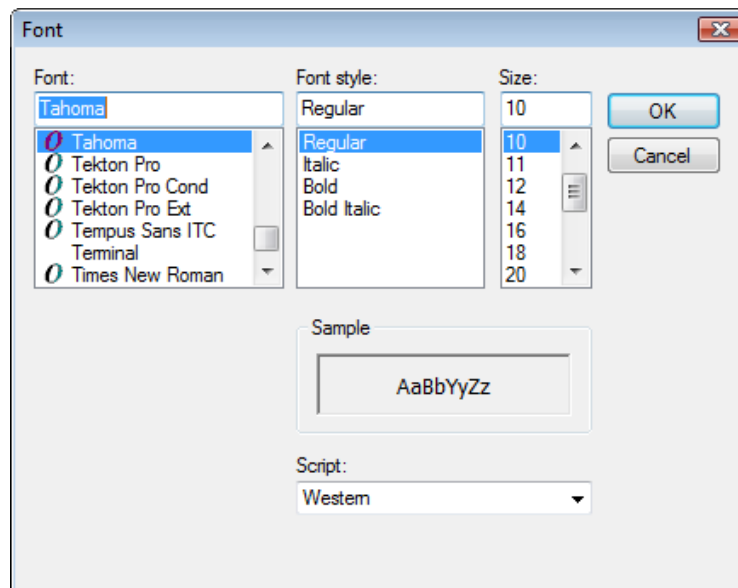 Font
Font:
Tahoma
Tahoma
Tekton Pro
Tekton Pro Cond
Tekton Pro Ext
Tempus Sans ITC
Terminal
Times New Roman
Font style:
Regular
Regular
Italic
Bold
Bold Italic
Size:
10
10
11
12
14
16
18
20
OK
Cancel
Sample
AaBbYyZz
Script:
Western